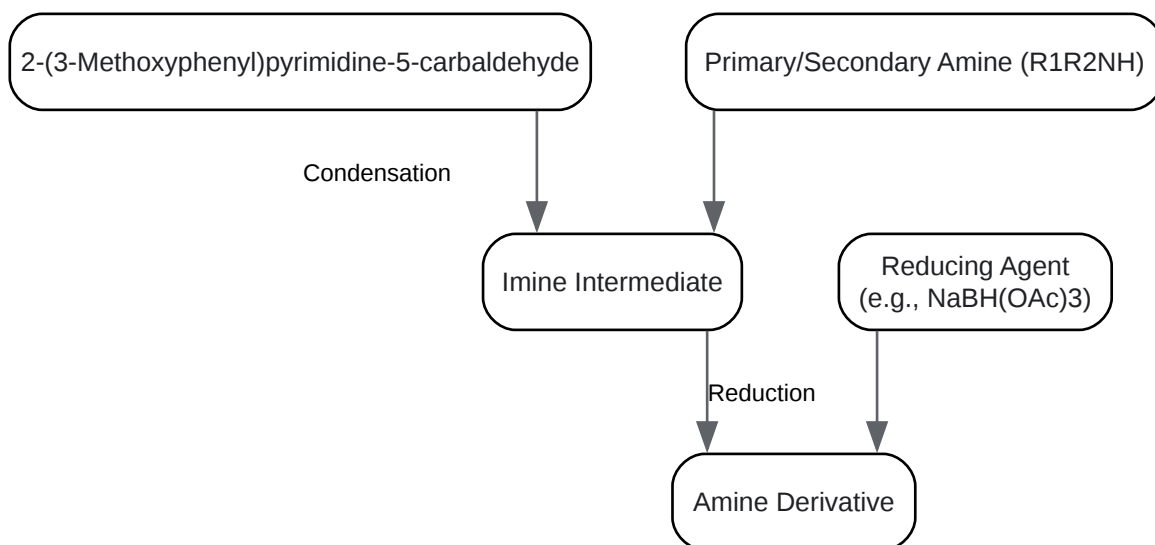 2-(3-Methoxyphenyl)pyrimidine-5-carbaldehyde
Primary/Secondary Amine (R1R2NH)
Condensation
Imine Intermediate
Reducing Agent
(e.g., NaBH(OAc)3)
Reduction
Amine Derivative